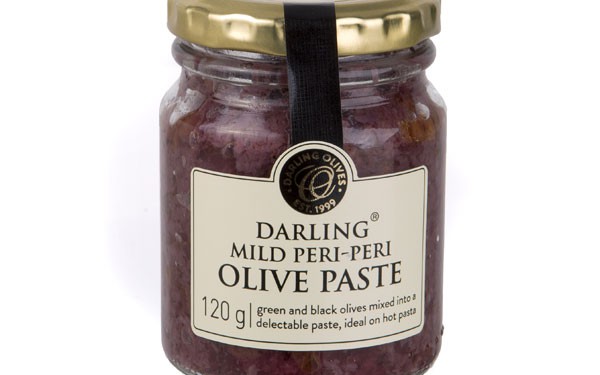 DARLING OLIVES
EST. 1999
DARLING®
MILD PERI-PERI
OLIVE PASTE
120 g
green and black olives mixed into a
delectable paste, ideal on hot pasta